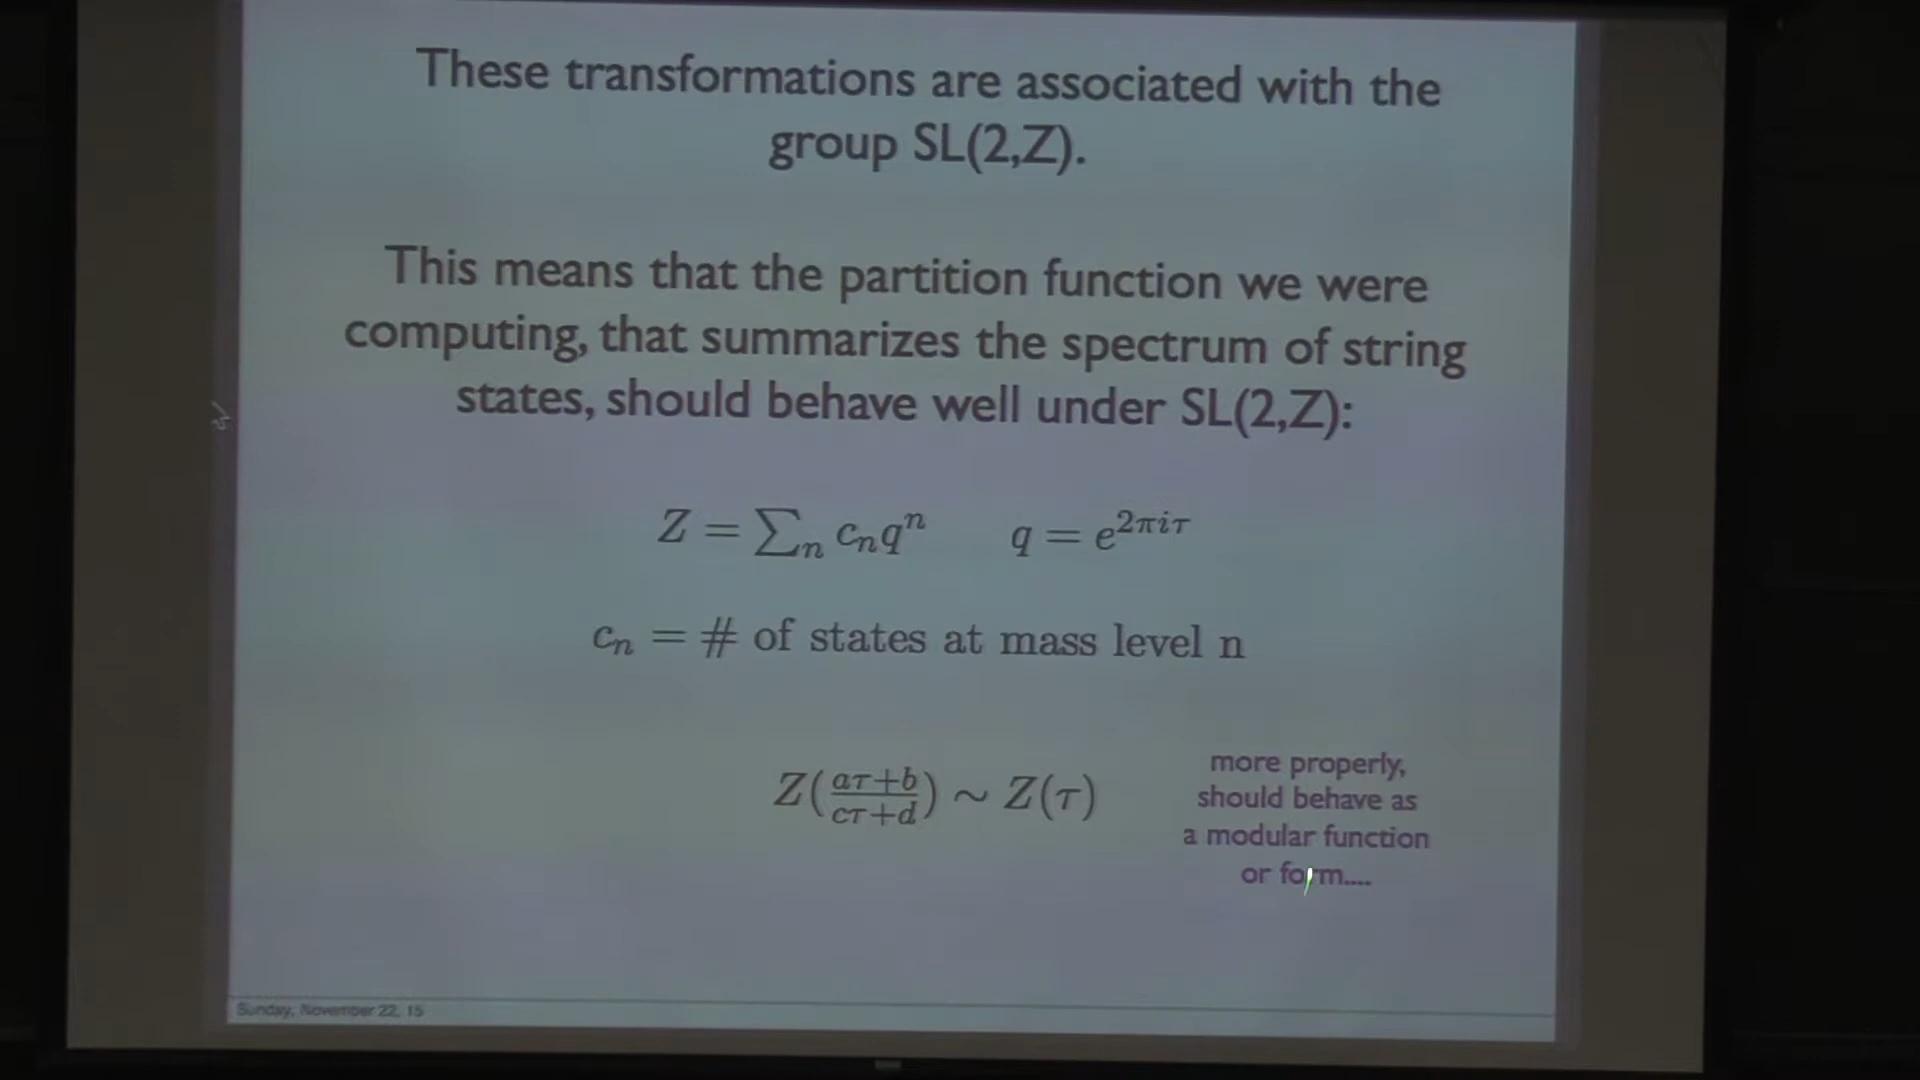 These transformations are associated with the
group SL(2,Z).
This means that the partition function we were
computing, that summarizes the spectrum of string
states, should behave well under SL(2,Z):
Z = ∑ₙ cₙqⁿ q = e^{2πiτ}
cₙ = # of states at mass level n
Z(\frac{aτ+b}{cτ+d}) ~ Z(τ)
more properly,
should behave as
a modular function
or form....
Sunday, November 22, 15